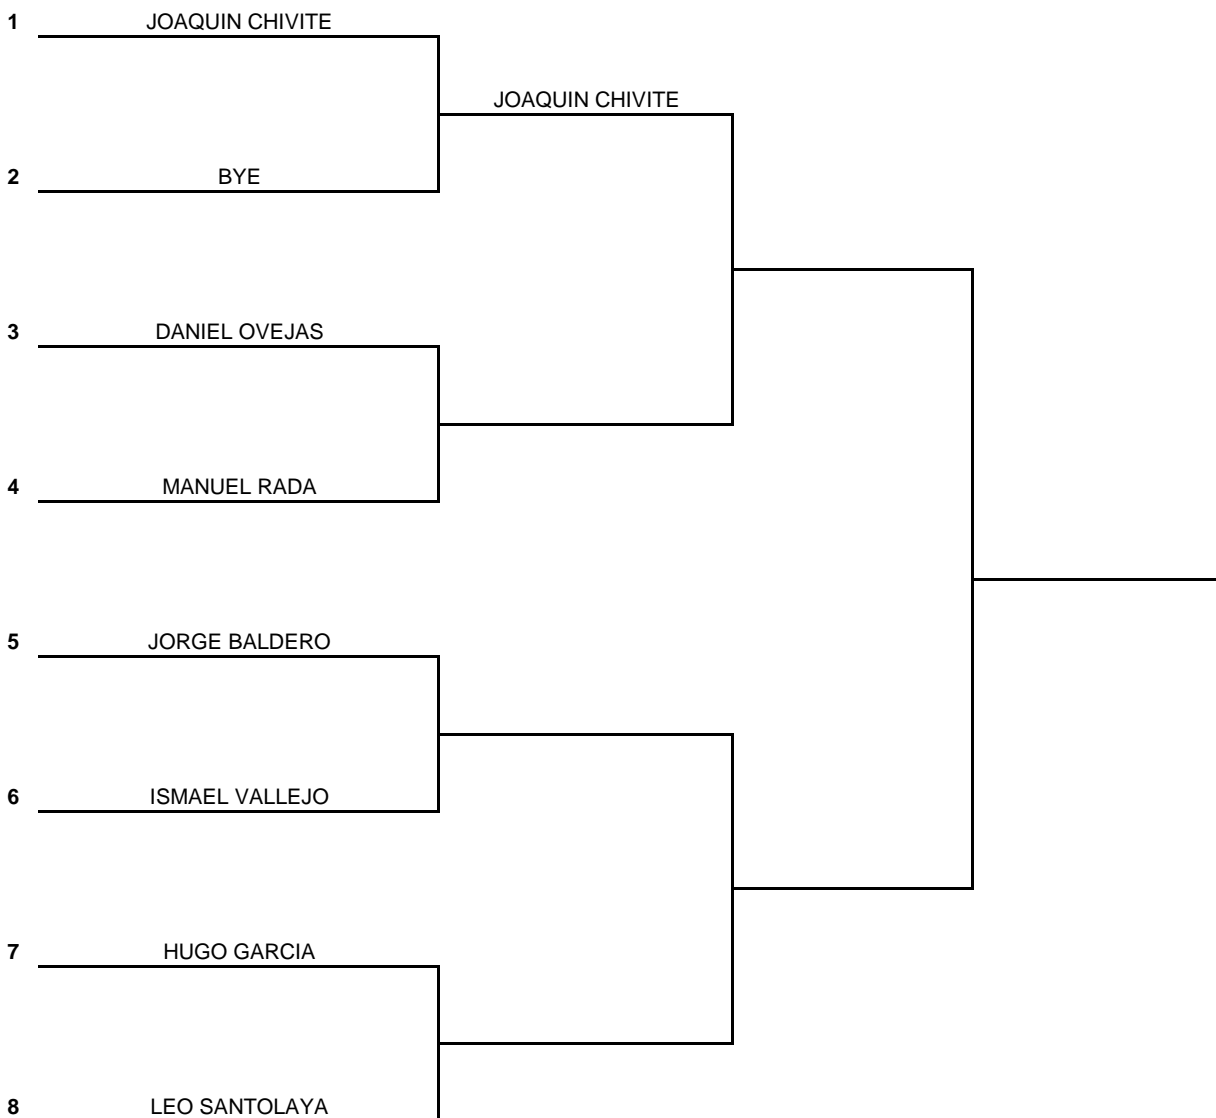 1 JOAQUIN CHIVITE
JOAQUIN CHIVITE
2 BYE
3 DANIEL OVEJAS
4 MANUEL RADA
5 JORGE BALDERO
6 ISMAEL VALLEJO
7 HUGO GARCIA
8 LEO SANTOLAYA